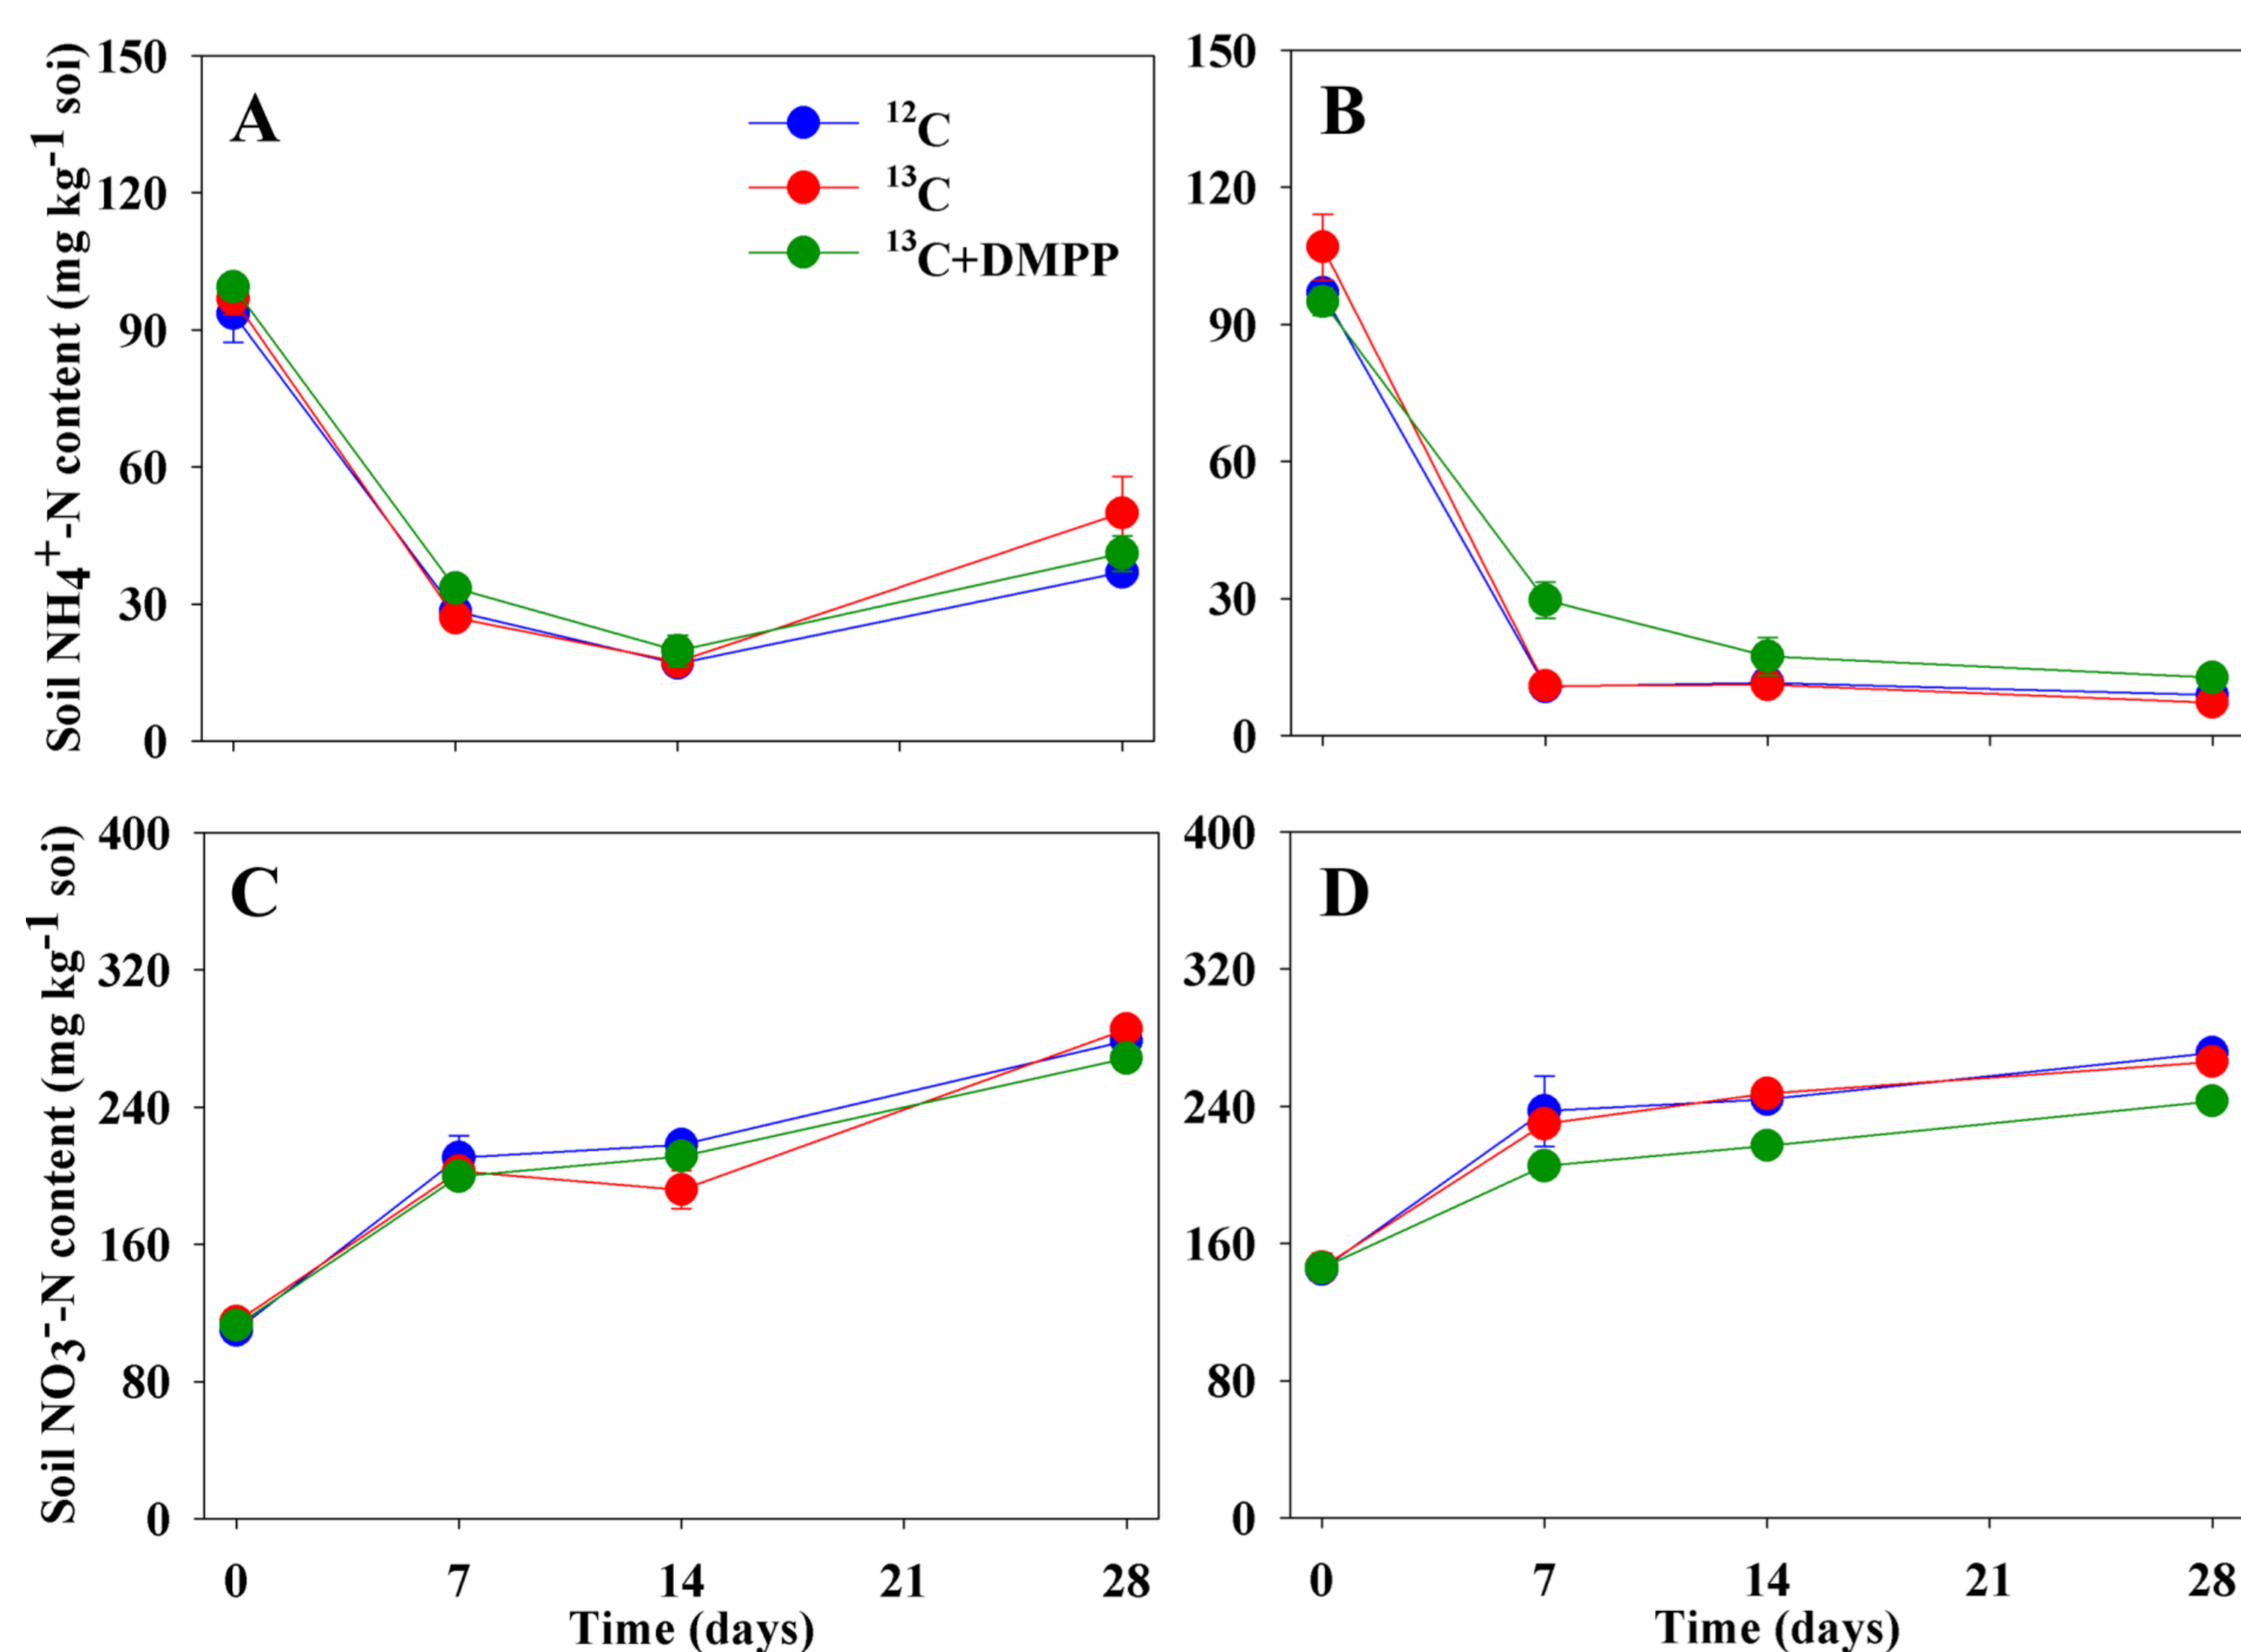 Soil NH4+-N content (mg kg-1 soi)
150
120
90
60
30
0
A
12C
13C
13C+DMPP
150
120
90
60
30
0
B
Soil NO3--N content (mg kg-1 soi)
400
320
240
160
80
0
C
0 7 14 21 28
Time (days)
400
320
240
160
80
0
D
0 7 14 21 28
Time (days)